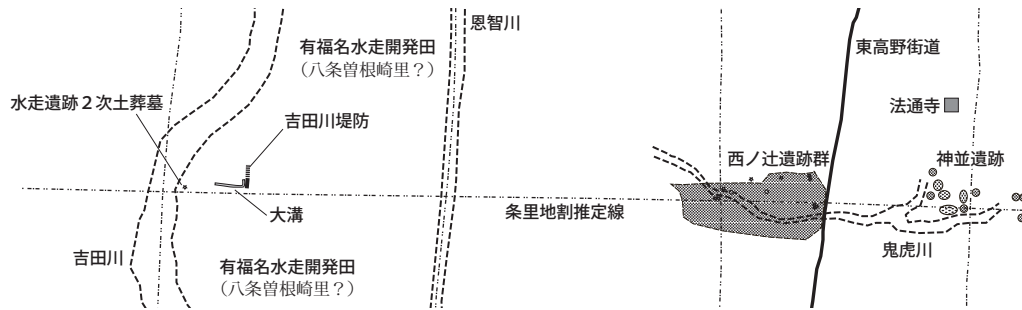 恩智川
有福名水走開発田
（八条曽根崎里？）
東高野街道
水走遺跡２次土葬墓
法通寺
吉田川堤防
西ノ辻遺跡群
神並遺跡
大溝
条里地割推定線
吉田川
鬼虎川
有福名水走開発田
（八条曽根崎里？）